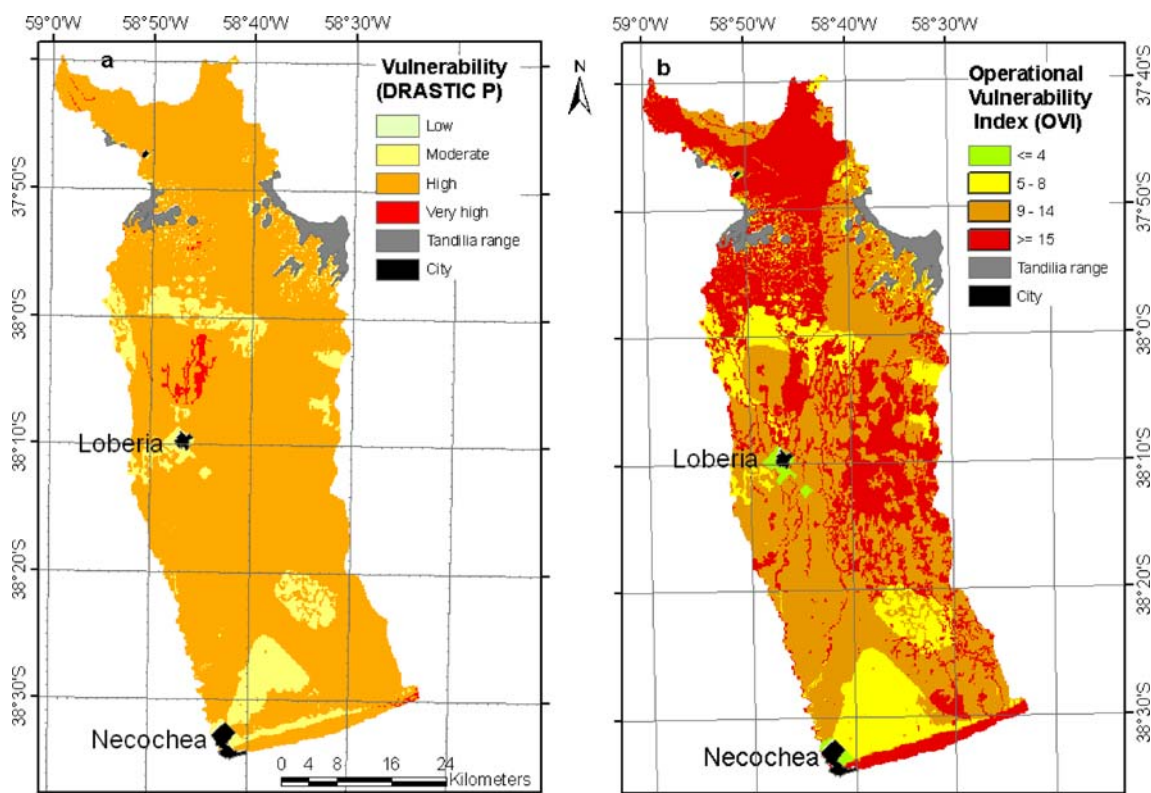 59°0'W 58°50'W 58°40'W 58°30'W
a
Vulnerability
(DRASTIC P)
Low
Moderate
High
Very high
Tandilia range
City
37°50'S
38°0'S
38°10'S
38°20'S
38°30'S
Loberia
Necochea
0 4 8 16 24
Kilometers
N
59°0'W 58°50'W 58°40'W 58°30'W
b
Operational
Vulnerability
Index (OVI)
<= 4
5 - 8
9 - 14
>= 15
Tandilia range
City
37°40'S
37°50'S
38°0'S
38°10'S
38°20'S
38°30'S
Loberia
Necochea